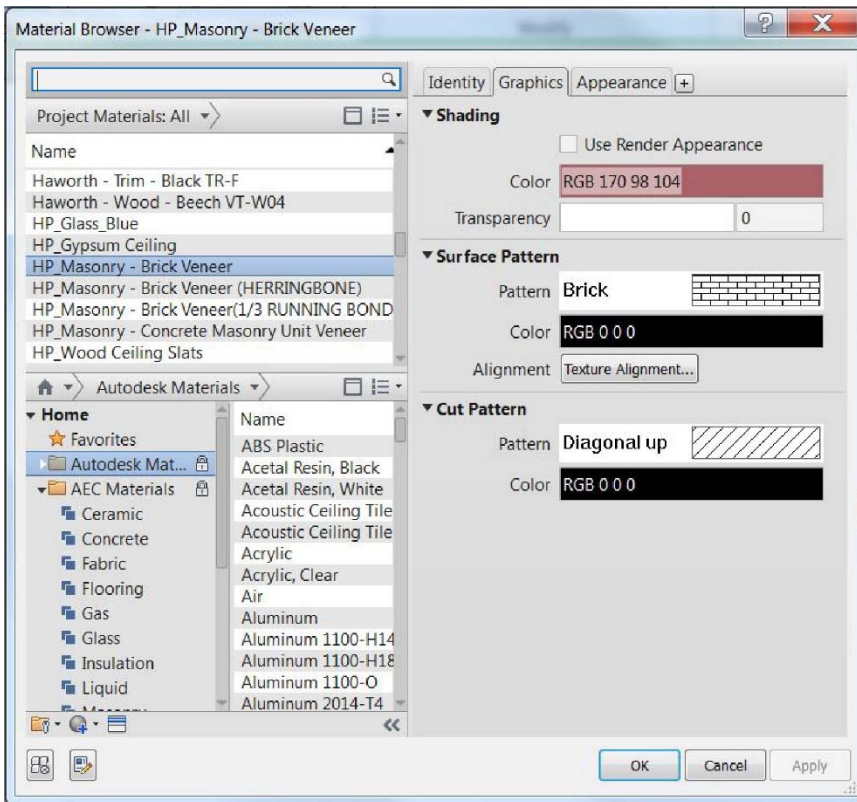 Material Browser - HP_Masonry - Brick Veneer
Project Materials: All
Name
Haworth - Trim - Black TR-F
Haworth - Wood - Beech VT-W04
HP_Glass_Blue
HP_Gypsum Ceiling
HP_Masonry - Brick Veneer
HP_Masonry - Brick Veneer (HERRINGBONE)
HP_Masonry - Brick Veneer(1/3 RUNNING BOND
HP_Masonry - Concrete Masonry Unit Veneer
HP_Wood Ceiling Slats
Autodesk Materials
Home
Favorites
Autodesk Mat...
AEC Materials
Ceramic
Concrete
Fabric
Flooring
Gas
Glass
Insulation
Liquid
Name
ABS Plastic
Acetal Resin, Black
Acetal Resin, White
Acoustic Ceiling Tile
Acoustic Ceiling Tile
Acrylic
Acrylic, Clear
Air
Aluminum
Aluminum 1100-H14
Aluminum 1100-H18
Aluminum 1100-O
Aluminum 2014-T4
Identity Graphics Appearance +
Shading
Use Render Appearance
Color RGB 170 98 104
Transparency 0
Surface Pattern
Pattern Brick
Color RGB 0 0 0
Alignment Texture Alignment...
Cut Pattern
Pattern Diagonal up
Color RGB 0 0 0
OK Cancel Apply